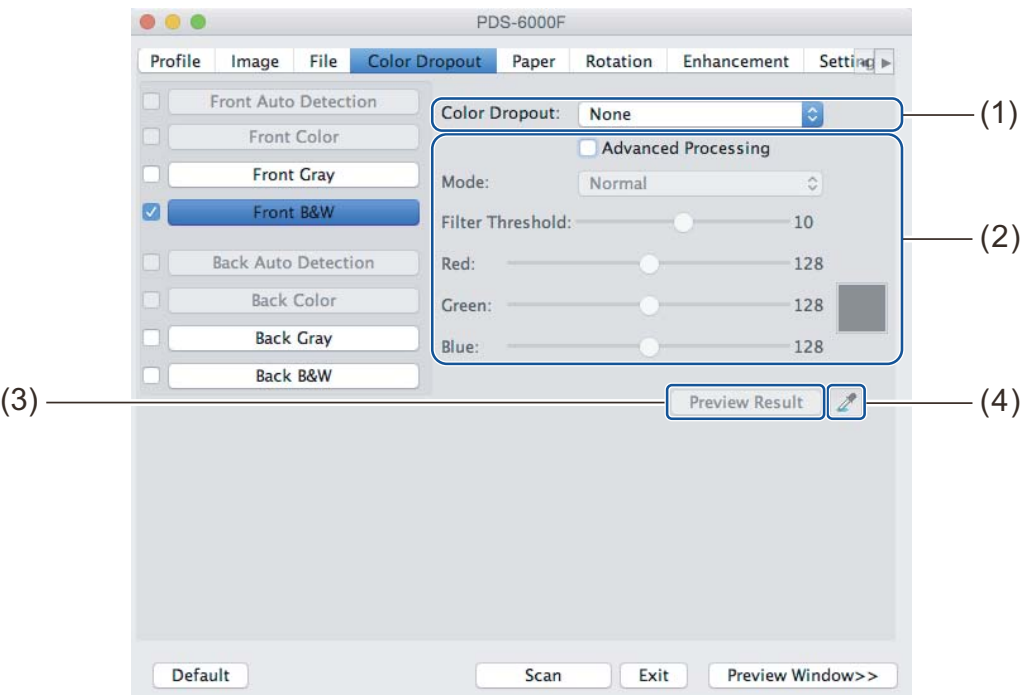 PDS-6000F
Profile Image File Color Dropout Paper Rotation Enhancement Setting
Front Auto Detection
Front Color
Front Gray
Front B&W
Back Auto Detection
Back Color
Back Gray
Back B&W
Color Dropout: None
(1)
Advanced Processing
Mode: Normal
Filter Threshold: 10
(2)
Red: 128
Green: 128
Blue: 128
(3)
Preview Result
(4)
Default Scan Exit Preview Window>>